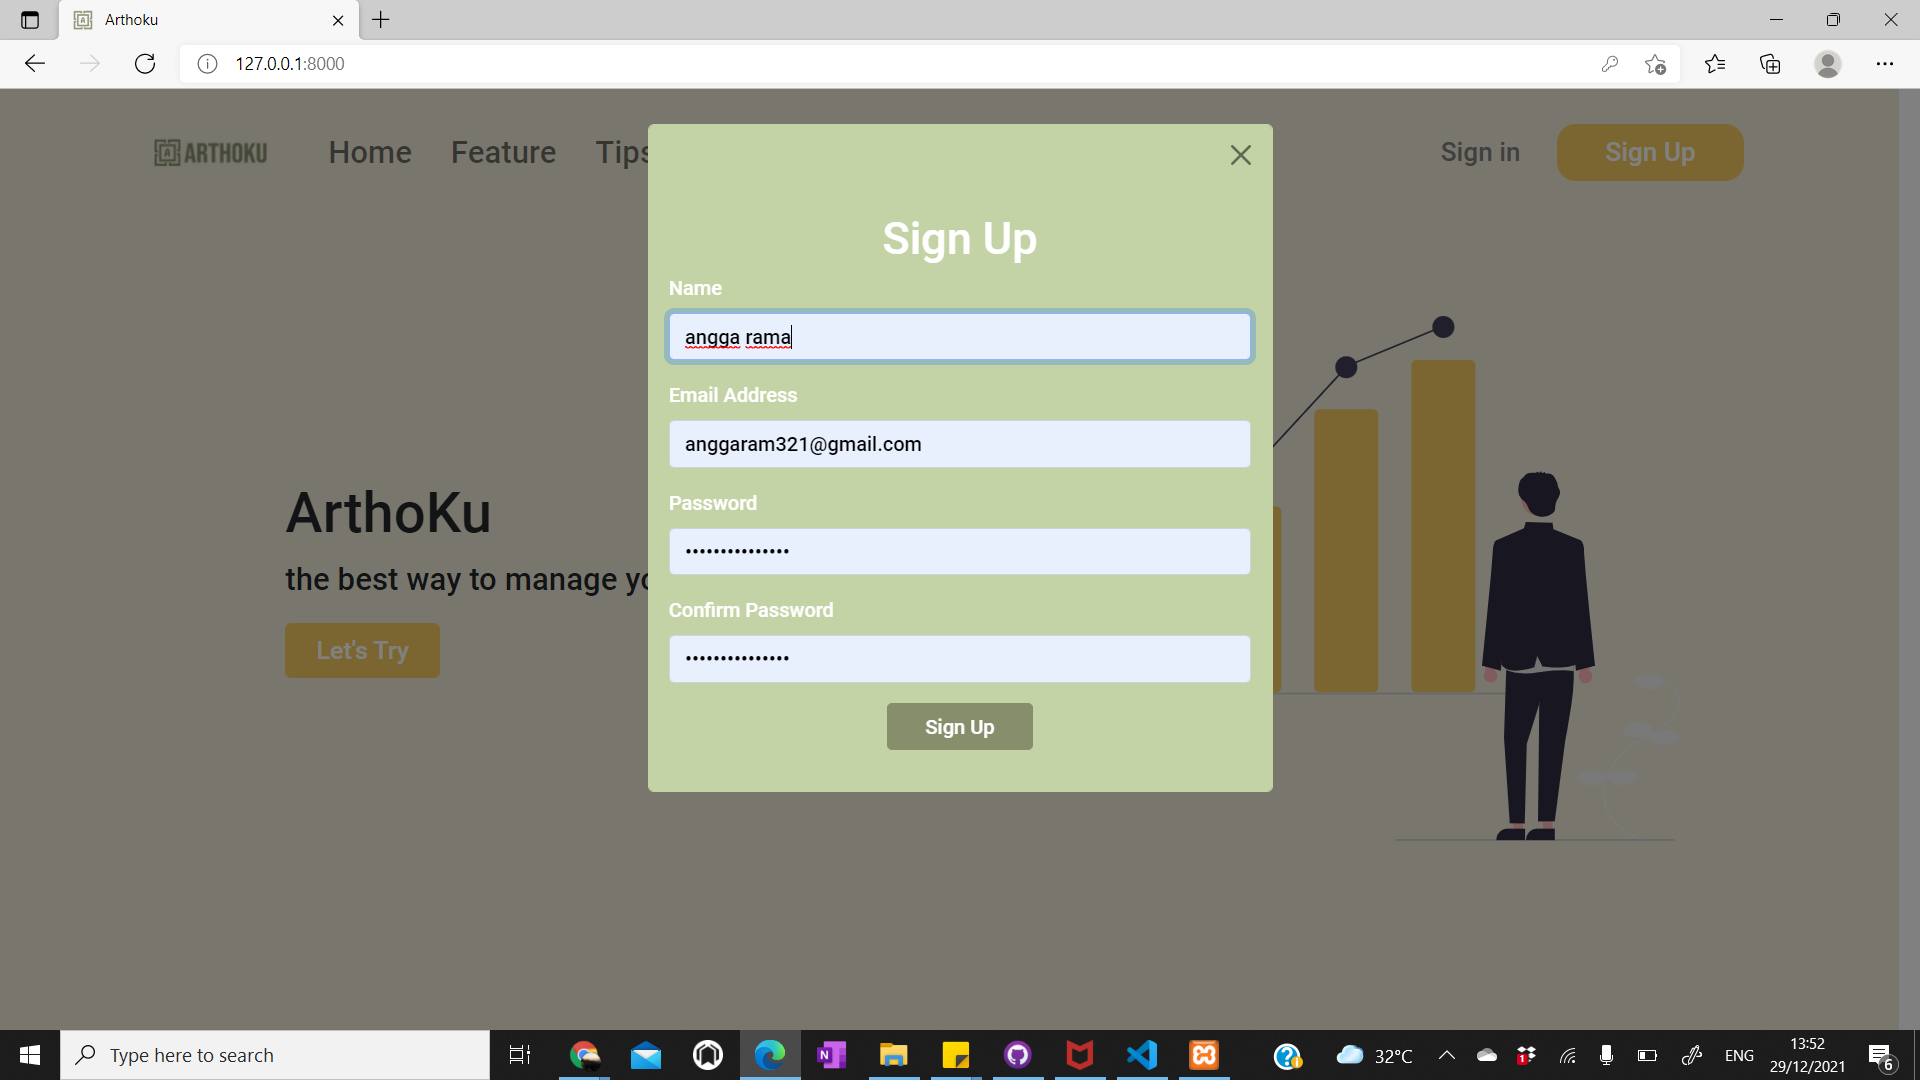 Arthoku
127.0.0.1:8000
ARTHOKU
Home
Feature
Tips
Sign in
Sign Up
Sign Up
Name
angga rama
Email Address
anggaram321@gmail.com
Password
•••••••••••••••
Confirm Password
•••••••••••••••
Sign Up
ArthoKu
the best way to manage
Let's Try
Type here to search
32°C
ENG
13:52
29/12/2021
6
1